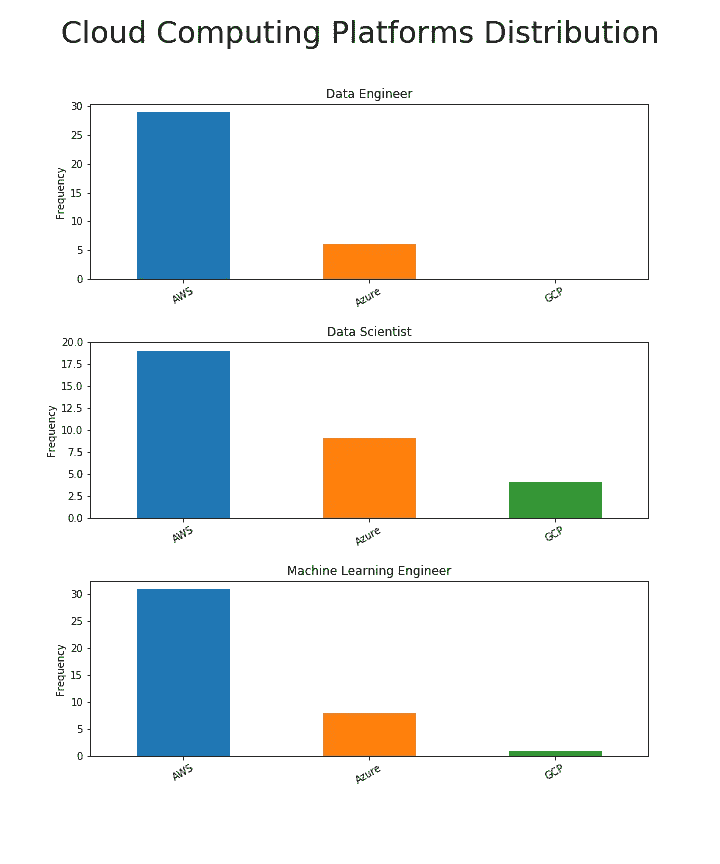 Cloud Computing Platforms Distribution
Data Engineer
30
25
20
15
10
5
0
Frequency
AWS
Azure
GCP
Data Scientist
20.0
17.5
15.0
12.5
10.0
7.5
5.0
2.5
0.0
Frequency
AWS
Azure
GCP
Machine Learning Engineer
30
25
20
15
10
5
0
Frequency
AWS
Azure
GCP